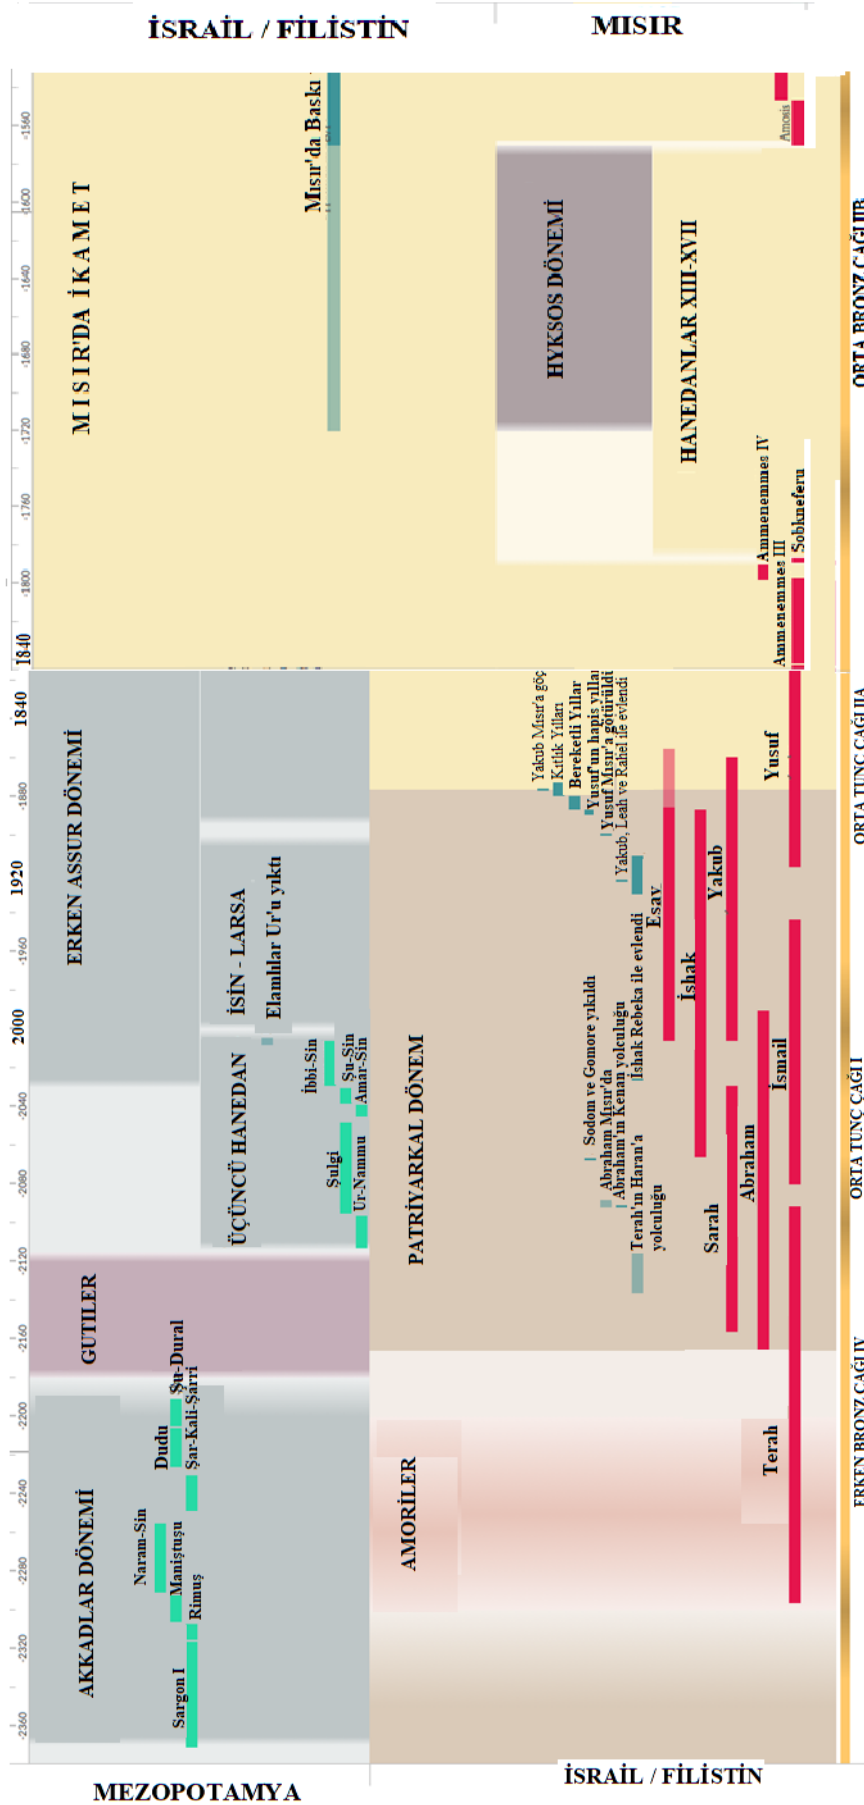 İSRAİL / FİLİSTİN
MISIR
-1560
-1600
-1640
-1680
-1720
-1760
-1800
1840
MISIR'DA İKAMET
Mısır'da Baskı
HYKSOS DÖNEMİ
HANEDANLAR XIII-XVII
Amosis
Ammenemmes IV
Ammenemmes III
Sobkneferu
ORTA BRONZ ÇAĞI IIB
1840
-1880
1920
-1960
2000
-2040
-2080
-2120
-2160
-2200
-2240
-2280
-2320
-2360
ERKEN ASSUR DÖNEMİ
İSİN - LARSA
Elamlılar Ur'u yıktı
ÜÇÜNCÜ HANEDAN
İbbi-Sin
Şu-Sin
Amar-Sin
Şulgi
Ur-Nammu
GUTILER
AKKADLAR DÖNEMİ
Şu-Dural
Dudu
Şar-Kali-Şarri
Naram-Sin
Maniştuşu
Rimuş
Sargon I
PATRİYARKAL DÖNEM
AMORİLER
Yakub Mısır'a göç
Kıtlık Yılları
Bereketli Yıllar
Yusuf'un hapis yılları
Yusuf Mısır'a götürüldü
Yakub, Leah ve Rahel ile evlendi
Esav
İshak
Yakub
Yusuf
İshak Rebeka ile evlendi
Sodom ve Gomore yıkıldı
Abraham Mısır'da
Abraham'ın Kenan yolculuğu
Terah'ın Haran'a
yolculuğu
Sarah
Abraham
İsmail
Terah
ORTA TUNÇ ÇAĞI IIA
ORTA TUNÇ ÇAĞI I
ERKEN BRONZ ÇAĞI IV
MEZOPOTAMYA
İSRAİL / FİLİSTİN